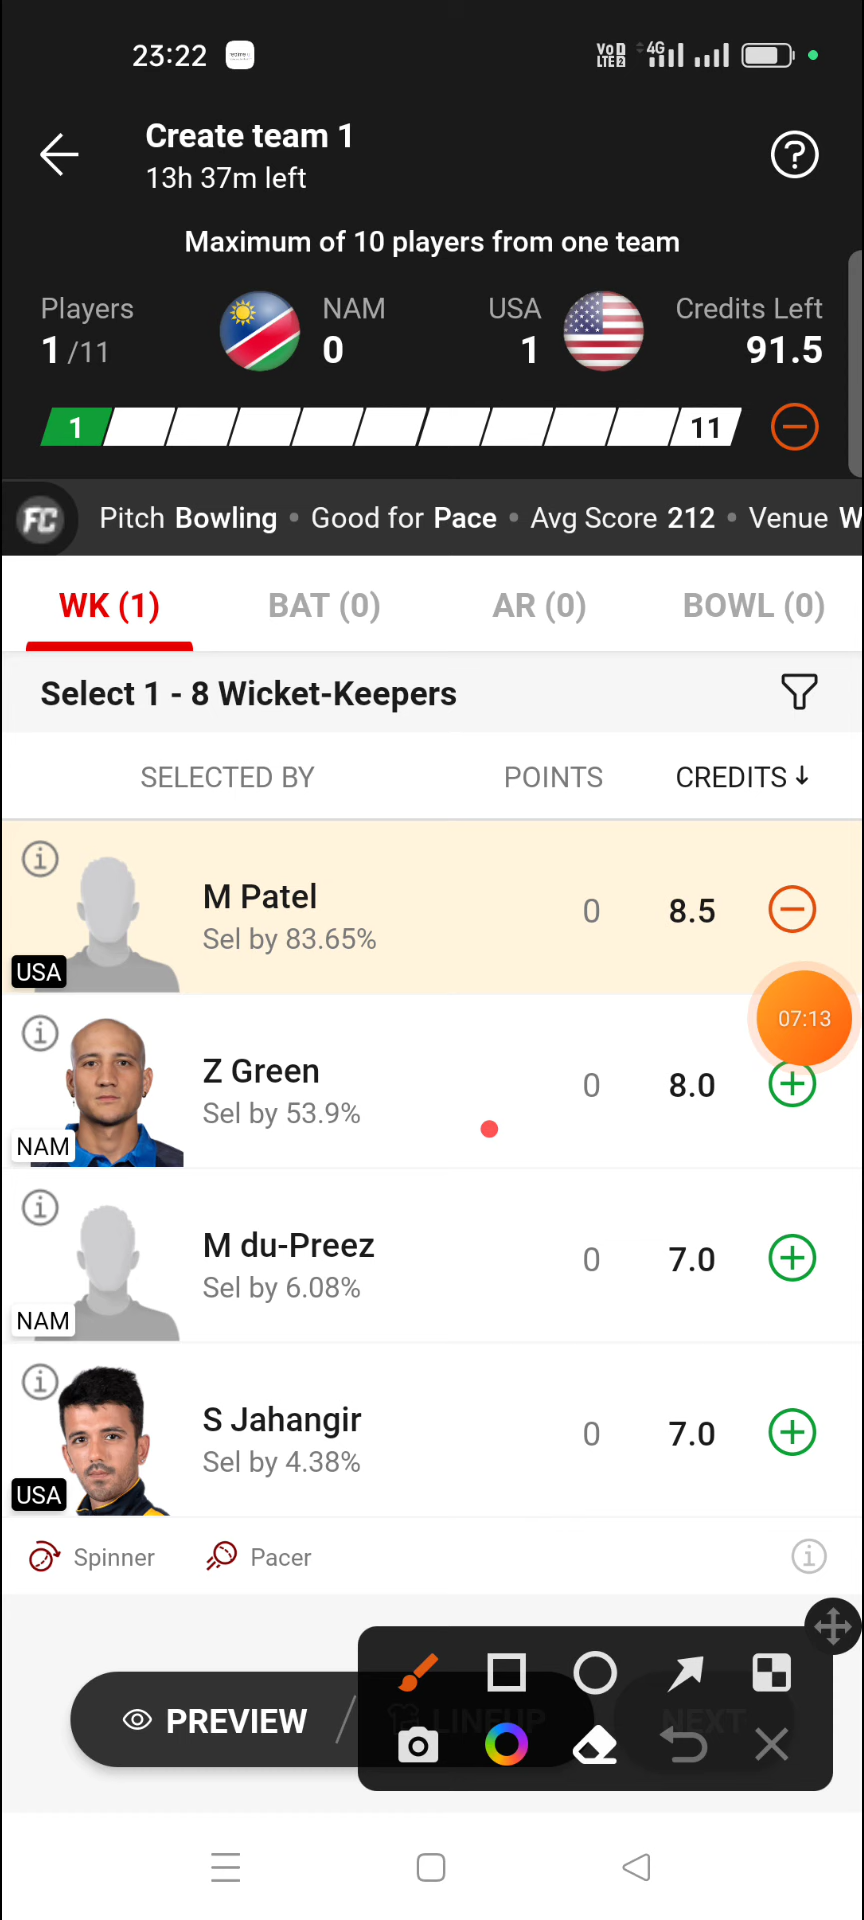 23:22
Vo LTE 2 4G
Create team 1
13h 37m left
Maximum of 10 players from one team
Players NAM USA Credits Left
1 /11 0 1 91.5
1 11
FC Pitch Bowling • Good for Pace • Avg Score 212 • Venue W
WK (1) BAT (0) AR (0) BOWL (0)
Select 1 - 8 Wicket-Keepers
SELECTED BY POINTS CREDITS ↓
M Patel 0 8.5
Sel by 83.65%
USA
07:13
Z Green 0 8.0
Sel by 53.9%
NAM
M du-Preez 0 7.0
Sel by 6.08%
NAM
S Jahangir 0 7.0
Sel by 4.38%
USA
Spinner Pacer
PREVIEW / LINEUP NEXT